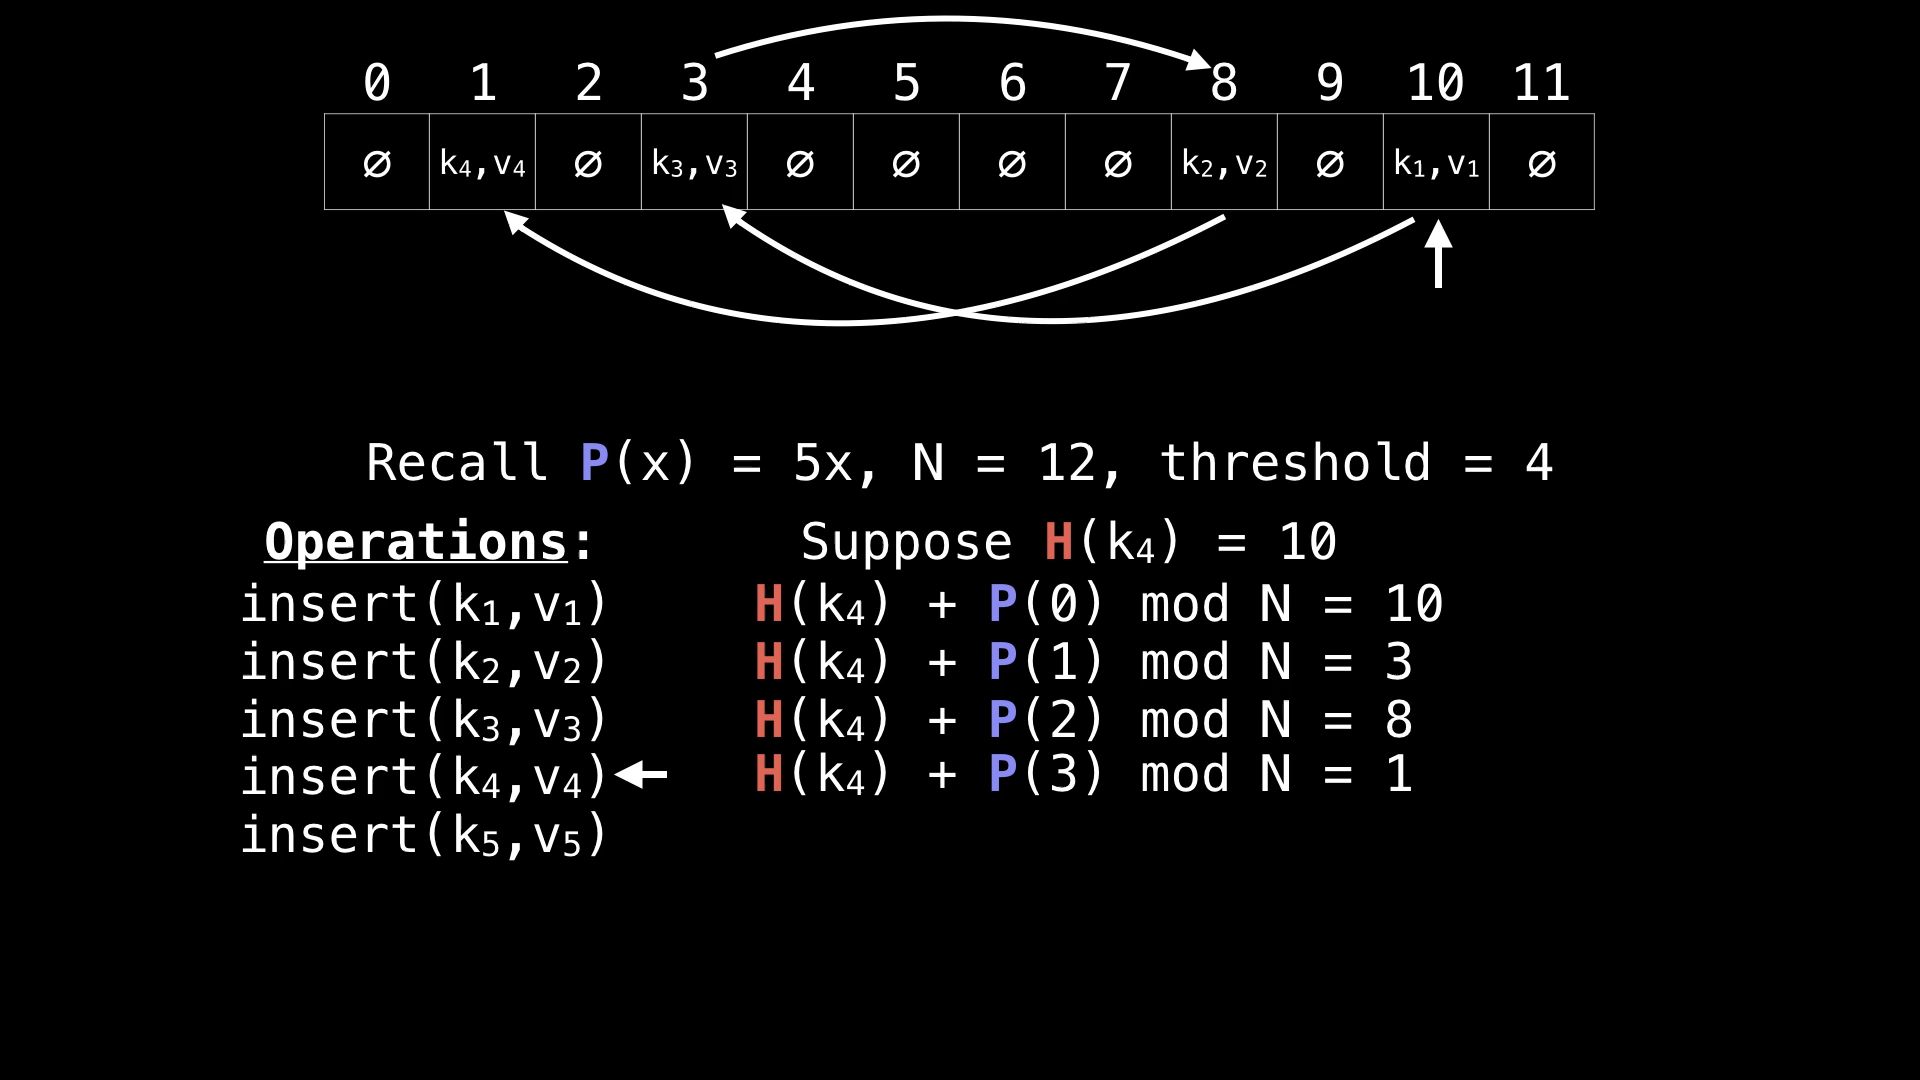 0 1 2 3 4 5 6 7 8 9 10 11
∅ k₄,v₄ ∅ k₃,v₃ ∅ ∅ ∅ ∅ k₂,v₂ ∅ k₁,v₁ ∅
Recall P(x) = 5x, N = 12, threshold = 4
Operations:
insert(k₁,v₁)
insert(k₂,v₂)
insert(k₃,v₃)
insert(k₄,v₄)
insert(k₅,v₅)
Suppose H(k₄) = 10
H(k₄) + P(0) mod N = 10
H(k₄) + P(1) mod N = 3
H(k₄) + P(2) mod N = 8
H(k₄) + P(3) mod N = 1